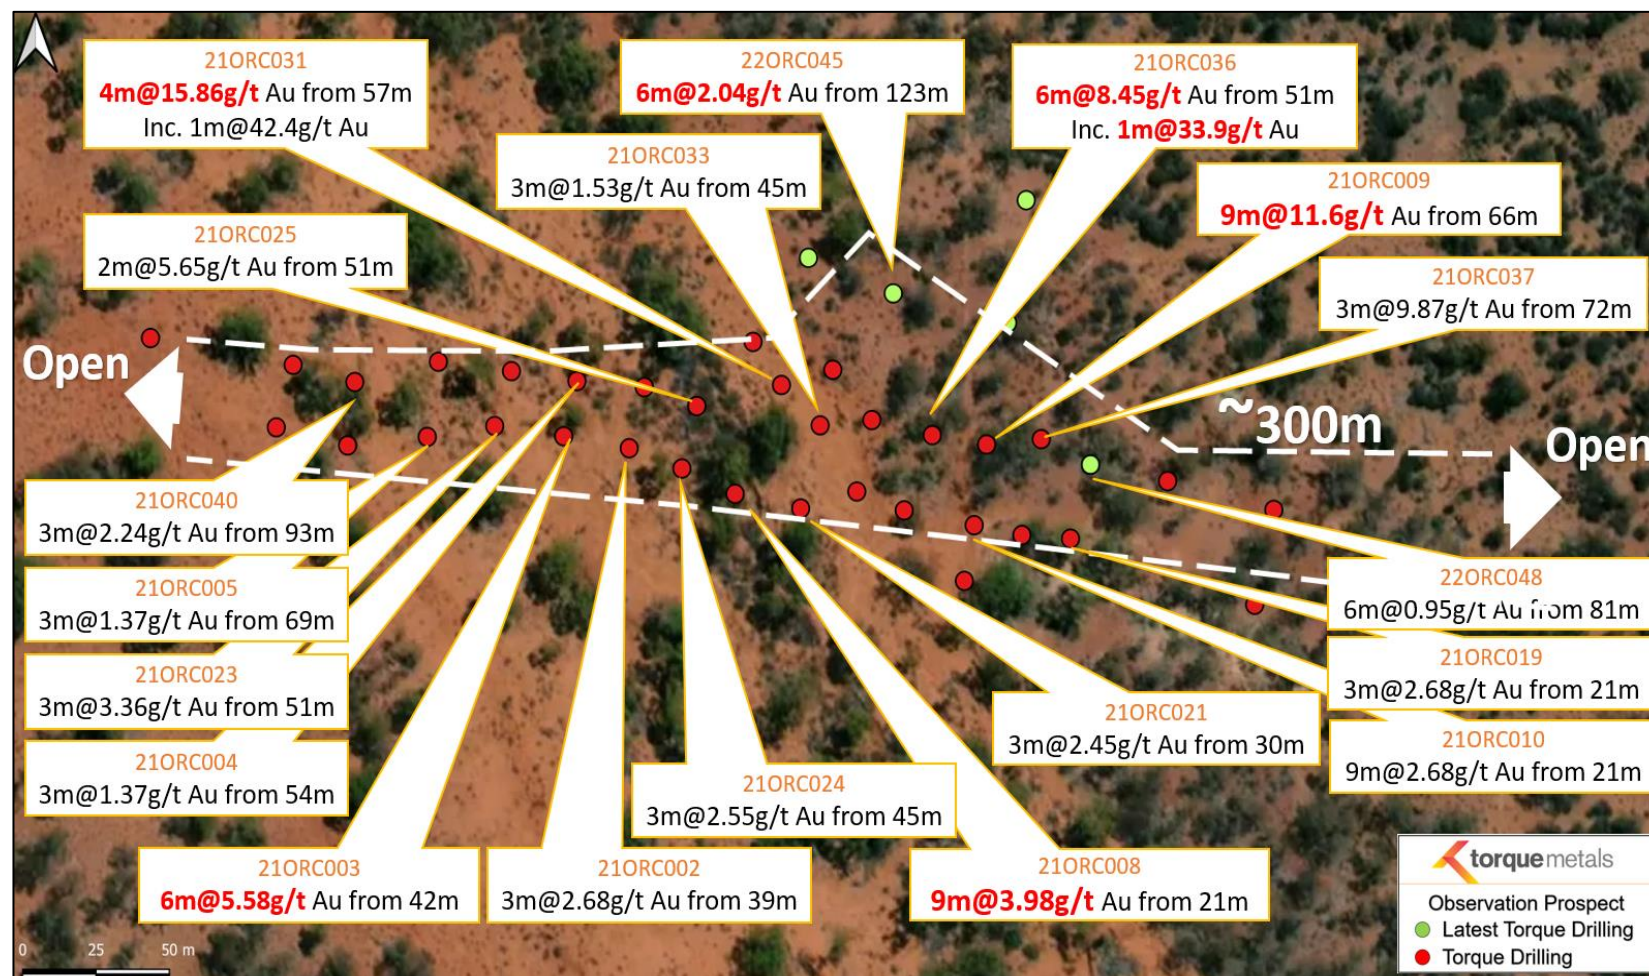 21ORC031
4m@15.86g/t Au from 57m
Inc. 1m@42.4g/t Au
22ORC045
6m@2.04g/t Au from 123m
21ORC036
6m@8.45g/t Au from 51m
Inc. 1m@33.9g/t Au
21ORC033
3m@1.53g/t Au from 45m
21ORC009
9m@11.6g/t Au from 66m
21ORC025
2m@5.65g/t Au from 51m
21ORC037
3m@9.87g/t Au from 72m
Open
~300m
Open
21ORC040
3m@2.24g/t Au from 93m
21ORC005
3m@1.37g/t Au from 69m
21ORC023
3m@3.36g/t Au from 51m
21ORC004
3m@1.37g/t Au from 54m
22ORC048
6m@0.95g/t Au from 81m
21ORC019
3m@2.68g/t Au from 21m
21ORC021
3m@2.45g/t Au from 30m
21ORC010
9m@2.68g/t Au from 21m
21ORC024
3m@2.55g/t Au from 45m
21ORC003
6m@5.58g/t Au from 42m
21ORC002
3m@2.68g/t Au from 39m
21ORC008
9m@3.98g/t Au from 21m
torquemetals
Observation Prospect
Latest Torque Drilling
Torque Drilling
0 25 50 m